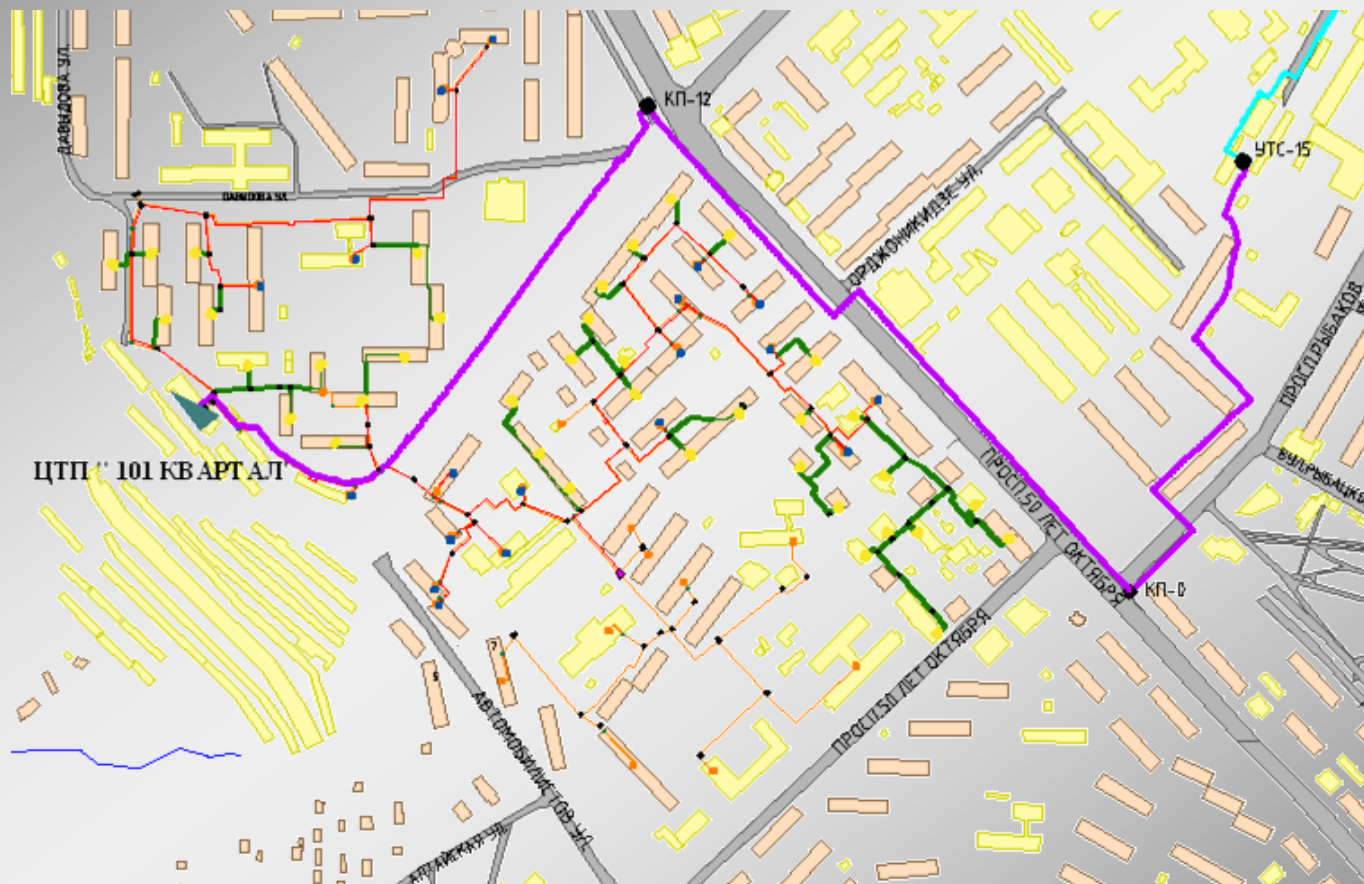 ДАВЫДОВА УЛ.
КП-12
УТС-15
ДАВЫДОВА УЛ.
ОРДЖОНИКИДЗЕ УЛ.
ПРОСП.РЫБАКОВ
ЦТП " 101 КВАРТАЛ"
ПРОСП.50 ЛЕТ ОКТЯБРЯ
КП-8
ПРОСП.50 ЛЕТ ОКТЯБРЯ
АВТОМОБИЛИСТОВ УЛ.